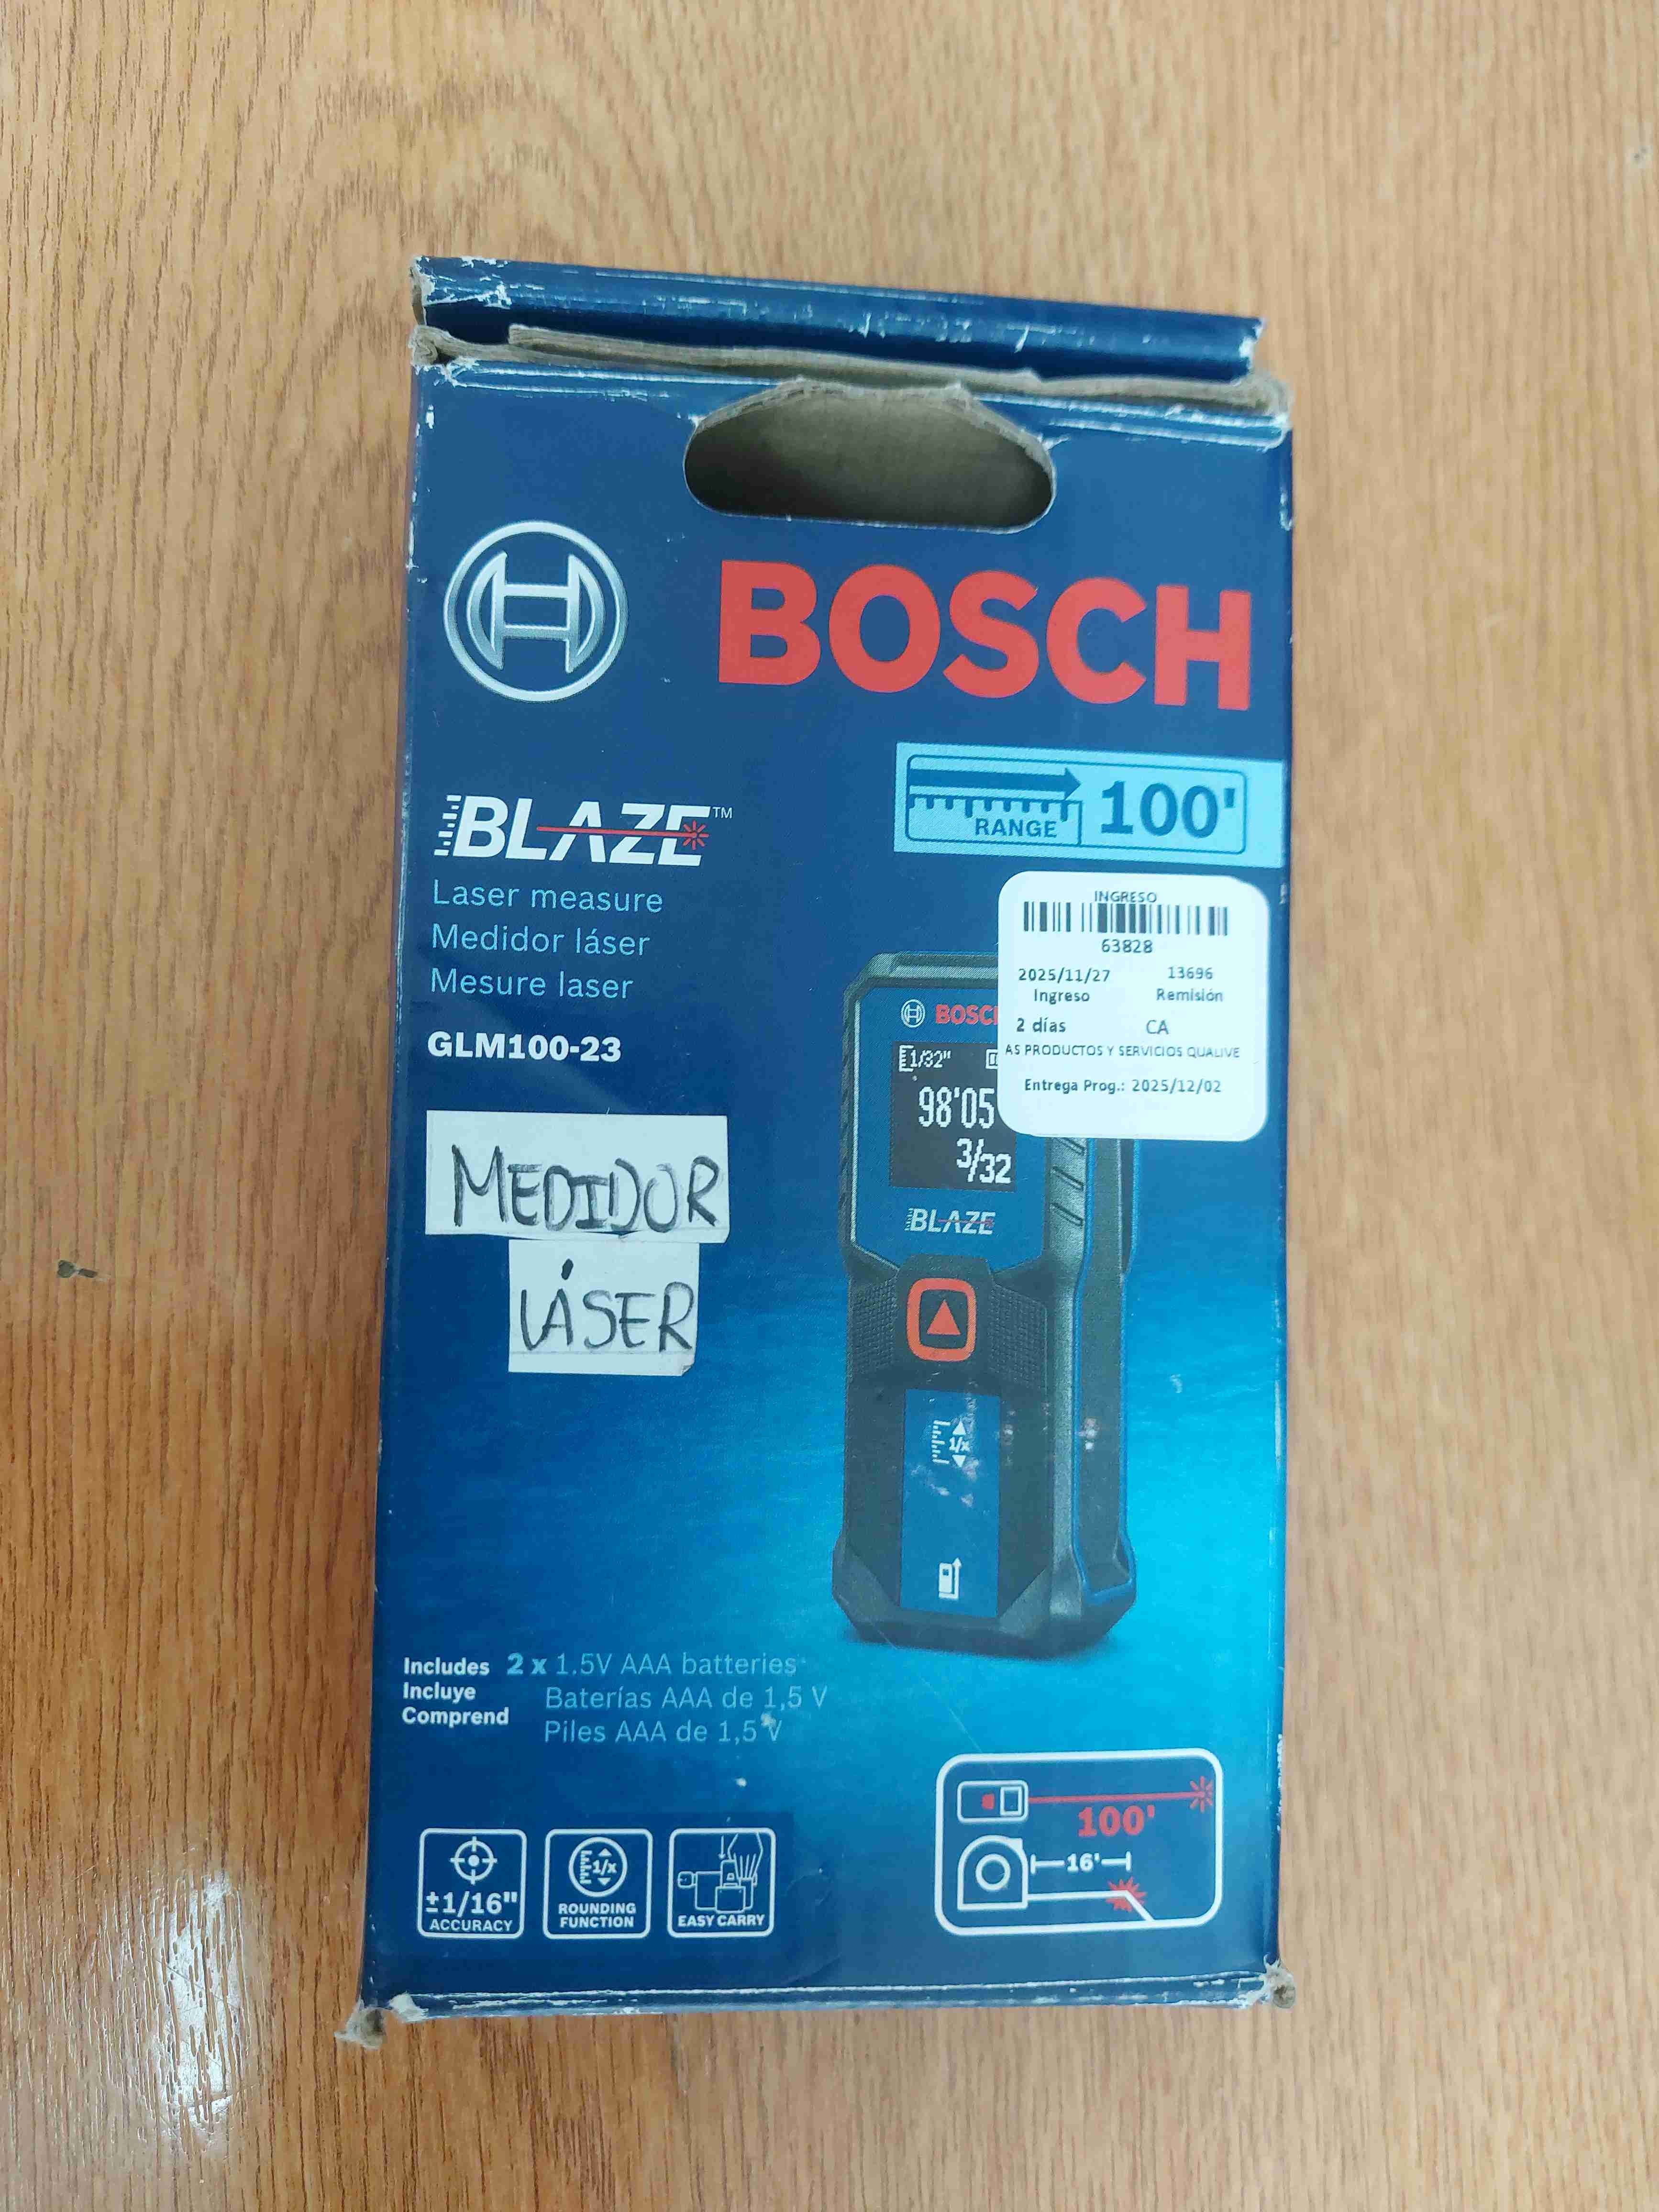 BOSCH
RANGE 100'
BLAZE™
Laser measure
Medidor láser
Mesure laser
GLM100-23
INGRESO
63828
2025/11/27 13696
Ingreso Remisión
2 días CA
AS PRODUCTOS Y SERVICIOS QUALIVE
Entrega Prog.: 2025/12/02
BOSC
1/32"
98'05
3/32
BLAZE
1/x
MEDIDOR
LÁSER
Includes 2 x 1.5V AAA batteries
Incluye Baterías AAA de 1,5 V
Comprend Piles AAA de 1,5 V
100'
16'
±1/16"
ACCURACY
1/x
ROUNDING
FUNCTION
EASY CARRY